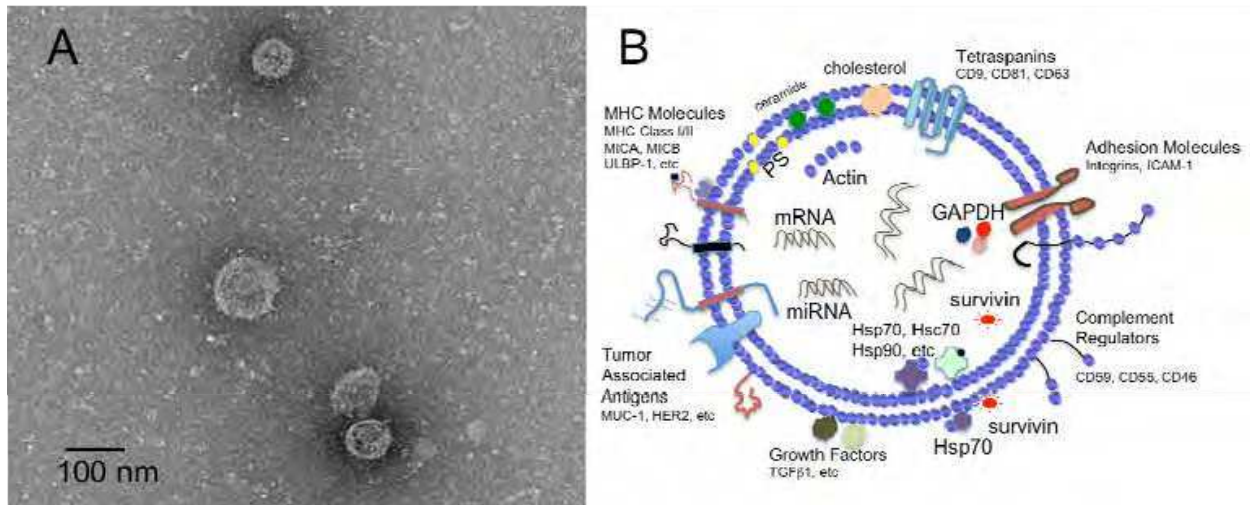 A
100 nm
B
cholesterol
Tetraspanins
CD9, CD81, CD63
ceramide
MHC Molecules
MHC Class I/II
MICA, MICB
ULBP-1, etc
PS
Actin
Adhesion Molecules
Integrins, ICAM-1
mRNA
GAPDH
miRNA
survivin
Hsp70, Hsc70
Hsp90, etc
Complement
Regulators
CD59, CD55, CD46
Tumor
Associated
Antigens
MUC-1, HER2, etc
survivin
Hsp70
Growth Factors
TGFβ1, etc